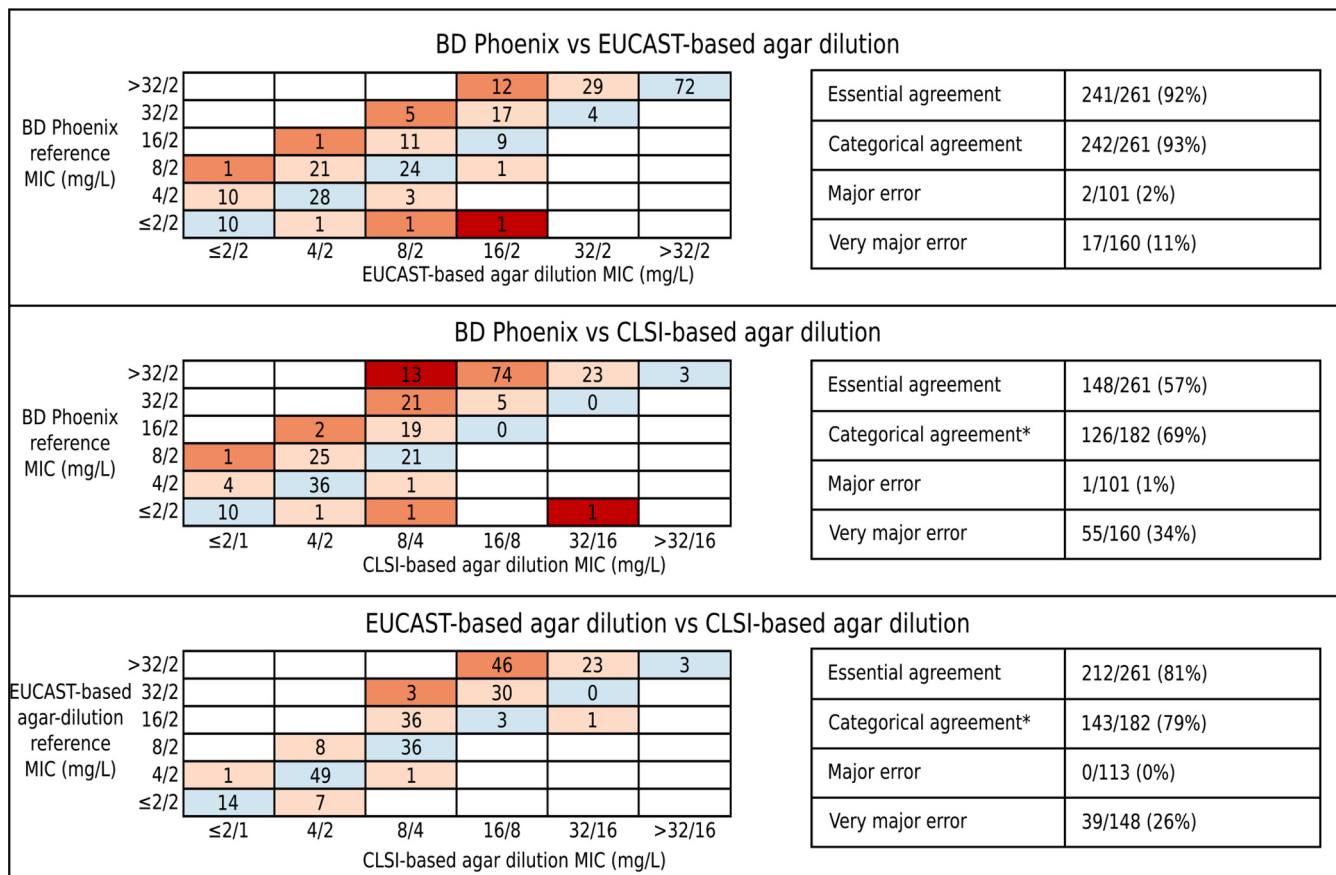 BD Phoenix vs EUCAST-based agar dilution
BD Phoenix
reference
MIC (mg/L)
>32/2 12 29 72
32/2 5 17 4
16/2 1 11 9
8/2 1 21 24 1
4/2 10 28 3
≤2/2 10 1 1 1
≤2/2 4/2 8/2 16/2 32/2 >32/2
EUCAST-based agar dilution MIC (mg/L)
Essential agreement 241/261 (92%)
Categorical agreement 242/261 (93%)
Major error 2/101 (2%)
Very major error 17/160 (11%)
BD Phoenix vs CLSI-based agar dilution
BD Phoenix
reference
MIC (mg/L)
>32/2 13 74 23 3
32/2 21 5 0
16/2 2 19 0
8/2 1 25 21
4/2 4 36 1
≤2/2 10 1 1 1
≤2/1 4/2 8/4 16/8 32/16 >32/16
CLSI-based agar dilution MIC (mg/L)
Essential agreement 148/261 (57%)
Categorical agreement* 126/182 (69%)
Major error 1/101 (1%)
Very major error 55/160 (34%)
EUCAST-based agar dilution vs CLSI-based agar dilution
EUCAST-based
agar-dilution
reference
MIC (mg/L)
>32/2 46 23 3
32/2 3 30 0
16/2 36 3 1
8/2 8 36
4/2 1 49 1
≤2/2 14 7
≤2/1 4/2 8/4 16/8 32/16 >32/16
CLSI-based agar dilution MIC (mg/L)
Essential agreement 212/261 (81%)
Categorical agreement* 143/182 (79%)
Major error 0/113 (0%)
Very major error 39/148 (26%)